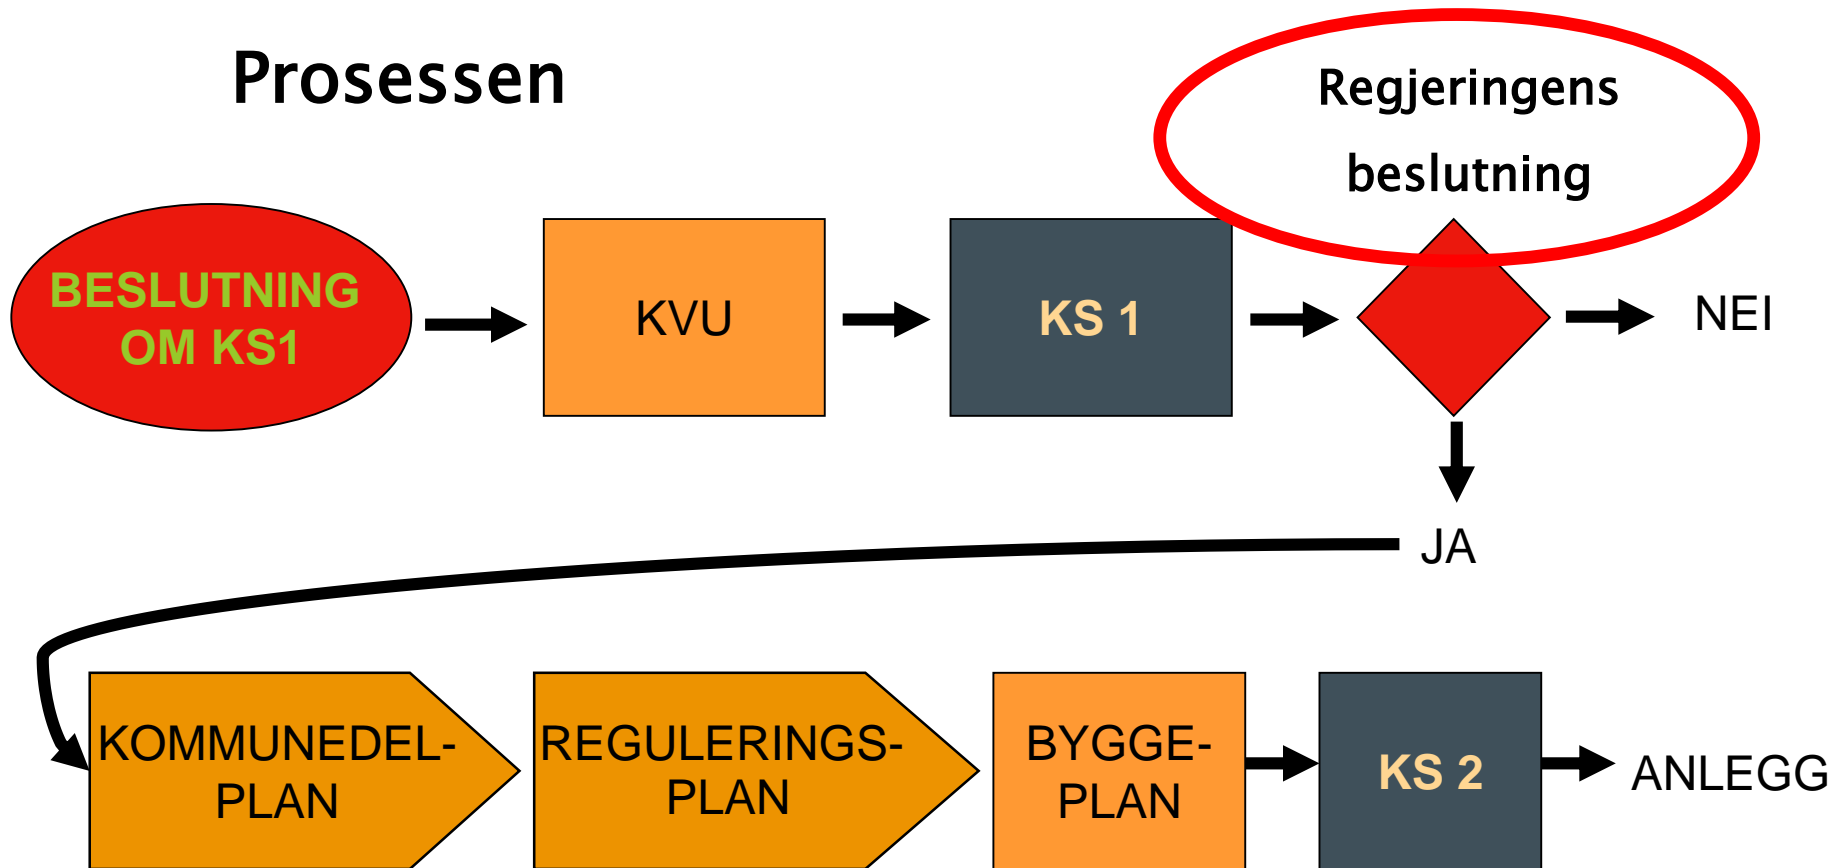 Prosessen
Regjeringens
beslutning
BESLUTNING
OM KS1
KVU
KS 1
NEI
JA
KOMMUNEDEL-
PLAN
REGULERINGS-
PLAN
BYGGE-
PLAN
KS 2
ANLEGG